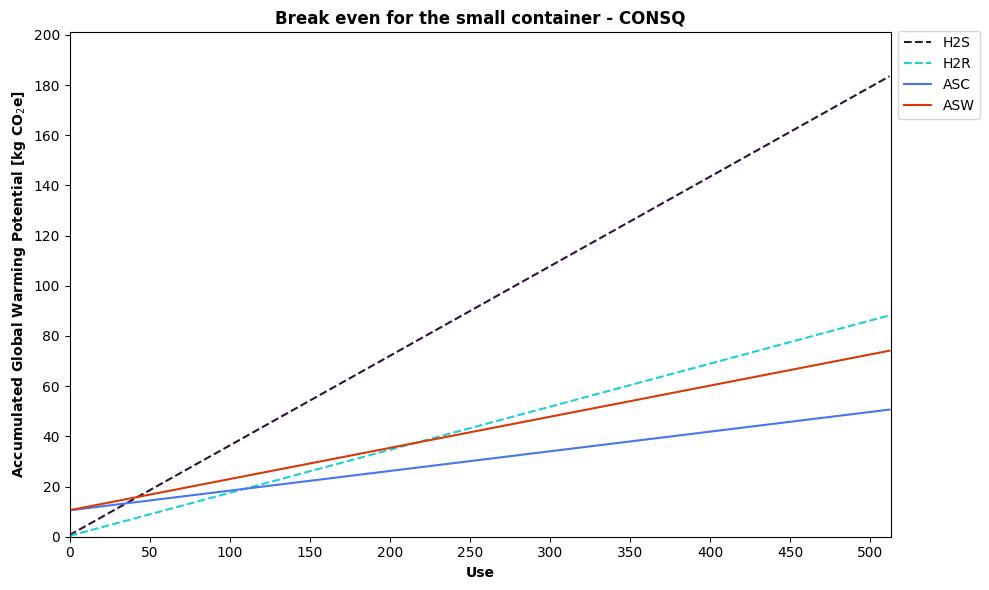 Break even for the small container - CONSQ
Accumulated Global Warming Potential [kg CO₂e]
200
180
160
140
120
100
80
60
40
20
0
0 50 100 150 200 250 300 350 400 450 500
Use
H2S
H2R
ASC
ASW